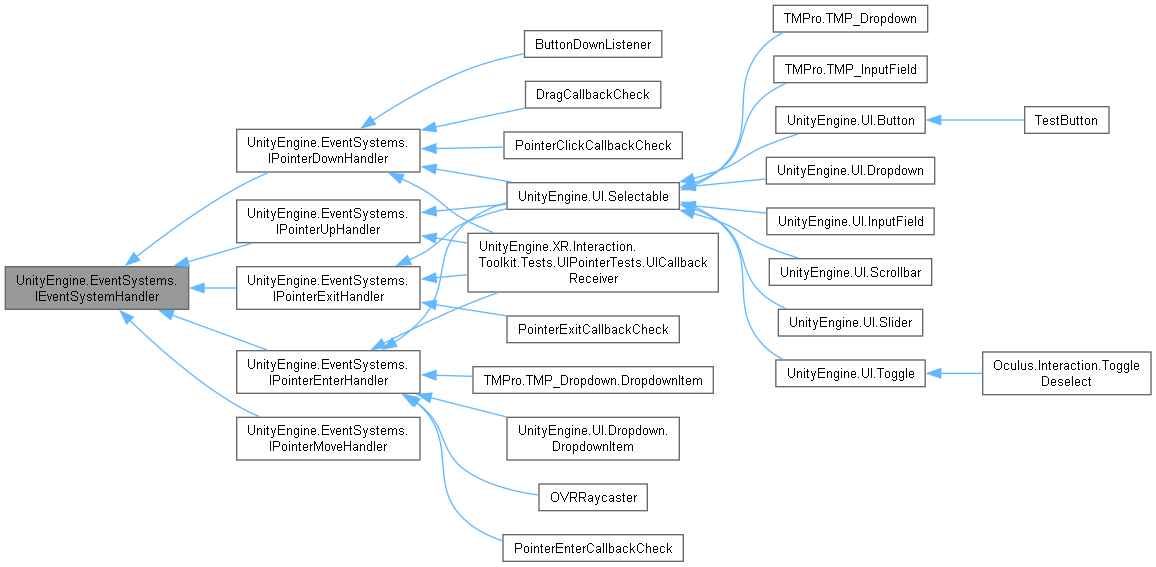 UnityEngine.EventSystems.
IEventSystemHandler
UnityEngine.EventSystems.
IPointerDownHandler
UnityEngine.EventSystems.
IPointerUpHandler
UnityEngine.EventSystems.
IPointerExitHandler
UnityEngine.EventSystems.
IPointerEnterHandler
UnityEngine.EventSystems.
IPointerMoveHandler
ButtonDownListener
DragCallbackCheck
PointerClickCallbackCheck
UnityEngine.UI.Selectable
UnityEngine.XR.Interaction.
Toolkit.Tests.UIPointerTests.UICallback
Receiver
PointerExitCallbackCheck
TMPro.TMP_Dropdown.DropdownItem
UnityEngine.UI.Dropdown.
DropdownItem
OVRRaycaster
PointerEnterCallbackCheck
TMPro.TMP_Dropdown
TMPro.TMP_InputField
UnityEngine.UI.Button
UnityEngine.UI.Dropdown
UnityEngine.UI.InputField
UnityEngine.UI.Scrollbar
UnityEngine.UI.Slider
UnityEngine.UI.Toggle
TestButton
Oculus.Interaction.Toggle
Deselect